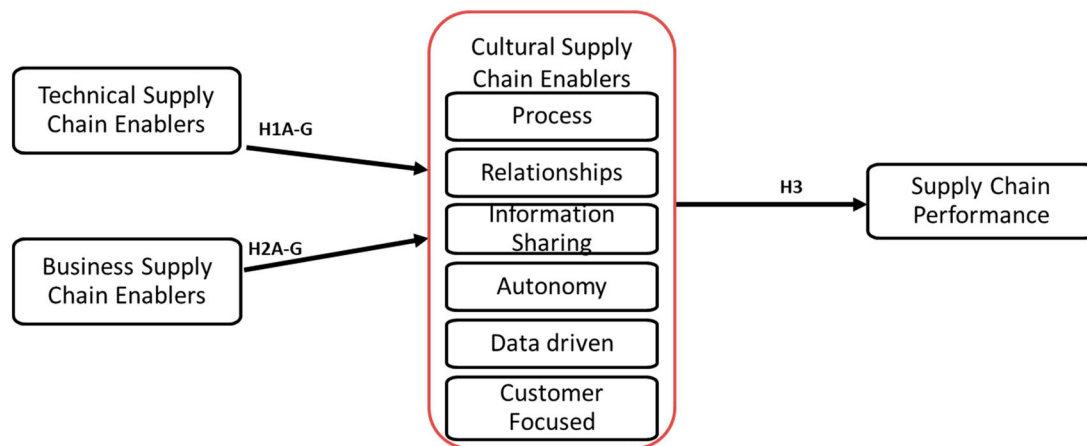 Technical Supply
Chain Enablers
H1A-G
Business Supply
Chain Enablers
H2A-G
Cultural Supply
Chain Enablers
Process
Relationships
Information
Sharing
Autonomy
Data driven
Customer
Focused
H3
Supply Chain
Performance